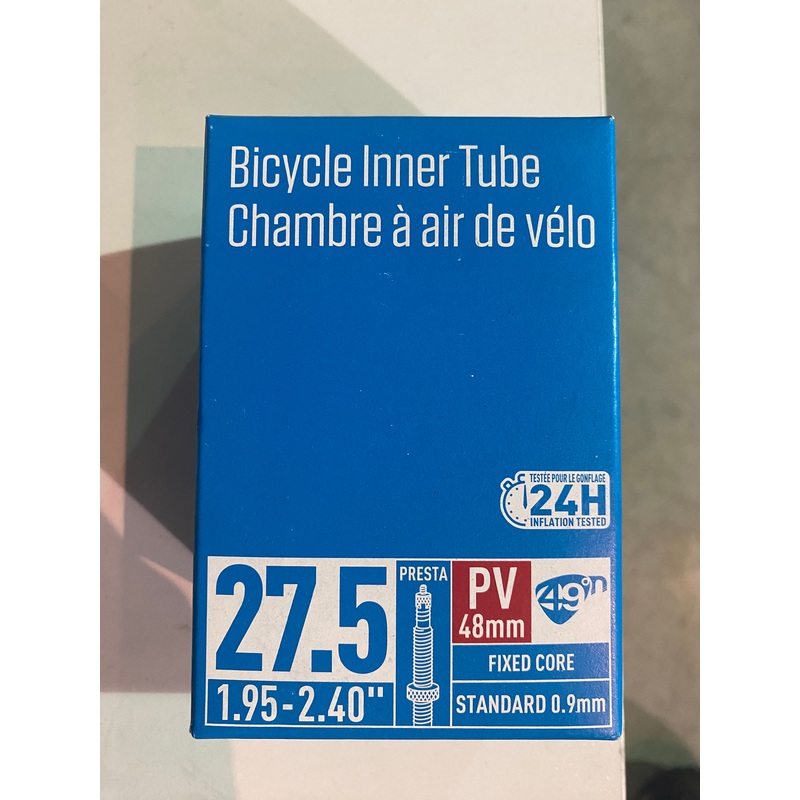 Bicycle Inner Tube
Chambre à air de vélo
TESTÉE POUR LE GONFLAGE
24H
INFLATION TESTED
27.5
1.95-2.40"
PRESTA
PV
48mm
49°N
FIXED CORE
STANDARD 0.9mm